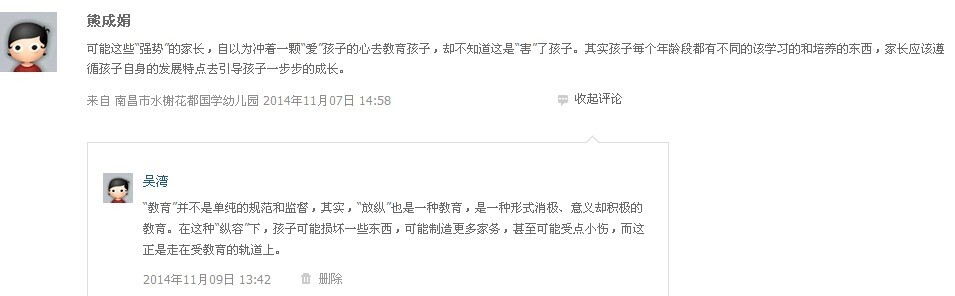 熊成娟
可能这些“强势”的家长，自以为冲着一颗“爱”孩子的心去教育孩子，却不知道这是“害”了孩子。其实孩子每个年龄段都有不同的该学习的和培养的东西，家长应该遵
循孩子自身的发展特点去引导孩子一步步的成长。
来自 南昌市水榭花都国学幼儿园 2014年11月07日 14:58
收起评论
吴湾
“教育”并不是单纯的规范和监督，其实，“放纵”也是一种教育，是一种形式消极、意义却积极的
教育。在这种“纵容”下，孩子可能损坏一些东西，可能制造更多家务，甚至可能受点小伤，而这
正是走在受教育的轨道上。
2014年11月09日 13:42
删除